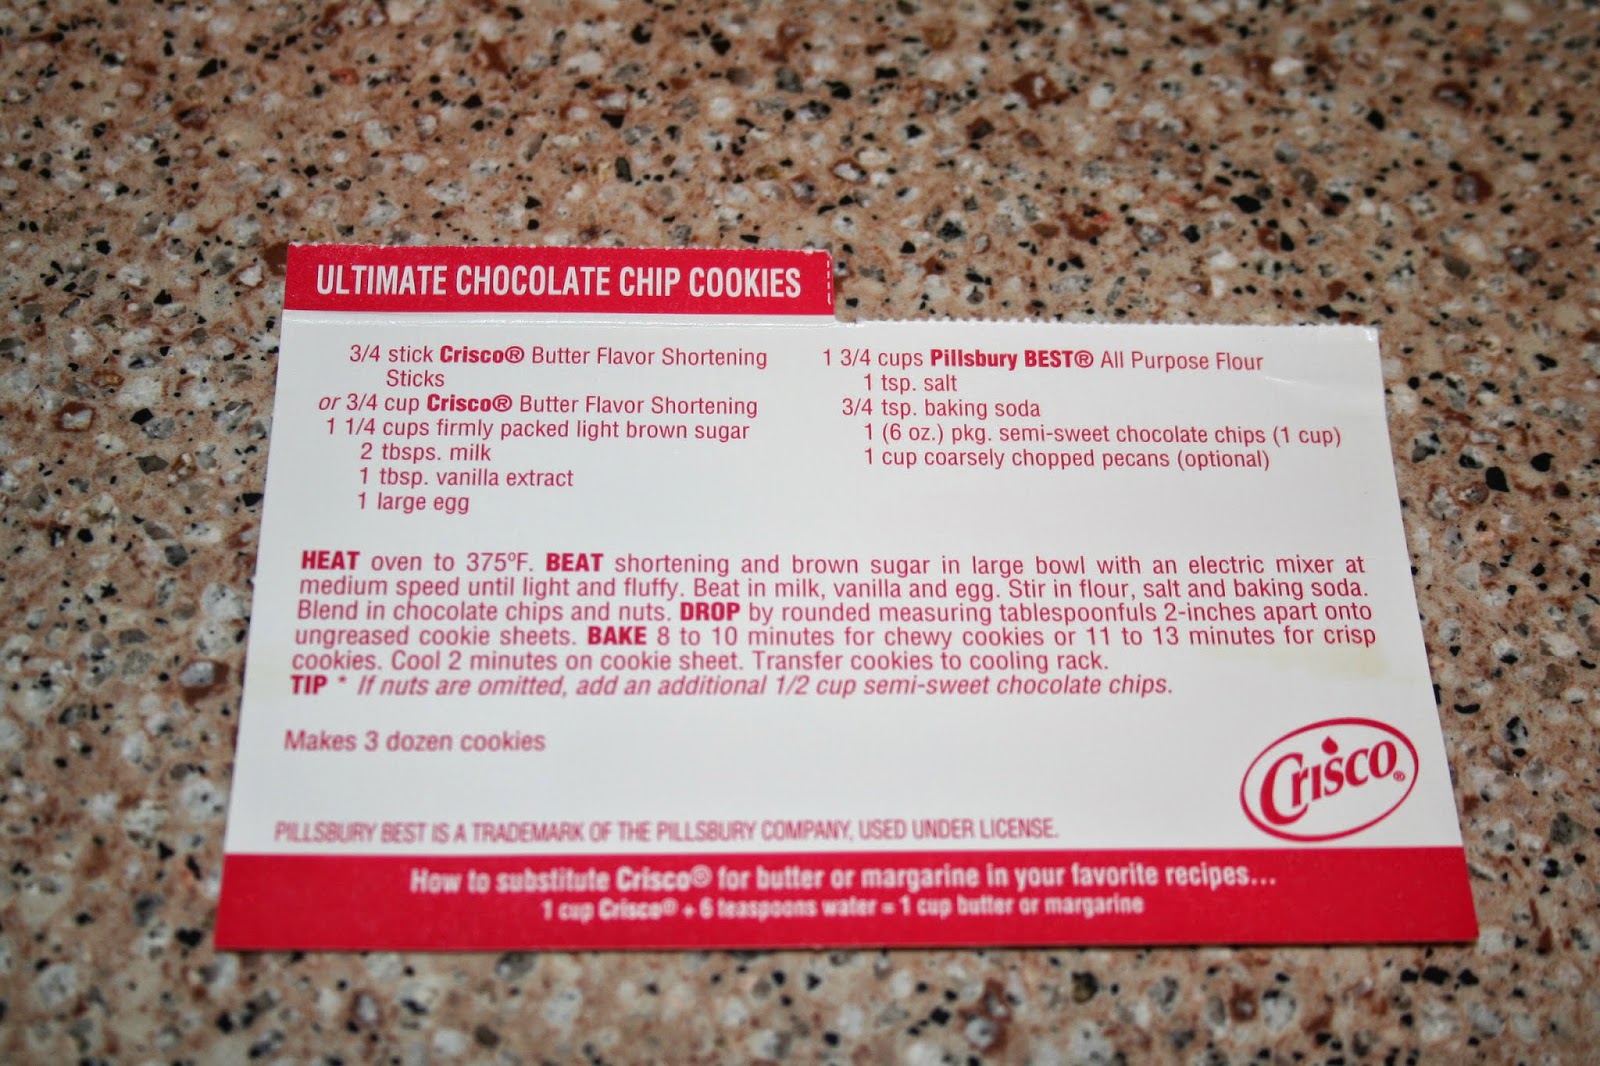 ULTIMATE CHOCOLATE CHIP COOKIES
3/4 stick Crisco® Butter Flavor Shortening
Sticks
or 3/4 cup Crisco® Butter Flavor Shortening
1 1/4 cups firmly packed light brown sugar
2 tbsps. milk
1 tbsp. vanilla extract
1 large egg
1 3/4 cups Pillsbury BEST® All Purpose Flour
1 tsp. salt
3/4 tsp. baking soda
1 (6 oz.) pkg. semi-sweet chocolate chips (1 cup)
1 cup coarsely chopped pecans (optional)
HEAT oven to 375ºF. BEAT shortening and brown sugar in large bowl with an electric mixer at
medium speed until light and fluffy. Beat in milk, vanilla and egg. Stir in flour, salt and baking soda.
Blend in chocolate chips and nuts. DROP by rounded measuring tablespoonfuls 2-inches apart onto
ungreased cookie sheets. BAKE 8 to 10 minutes for chewy cookies or 11 to 13 minutes for crisp
cookies. Cool 2 minutes on cookie sheet. Transfer cookies to cooling rack.
TIP * If nuts are omitted, add an additional 1/2 cup semi-sweet chocolate chips.
Makes 3 dozen cookies
Crisco®
PILLSBURY BEST IS A TRADEMARK OF THE PILLSBURY COMPANY, USED UNDER LICENSE.
How to substitute Crisco® for butter or margarine in your favorite recipes...
1 cup Crisco® + 6 teaspoons water = 1 cup butter or margarine